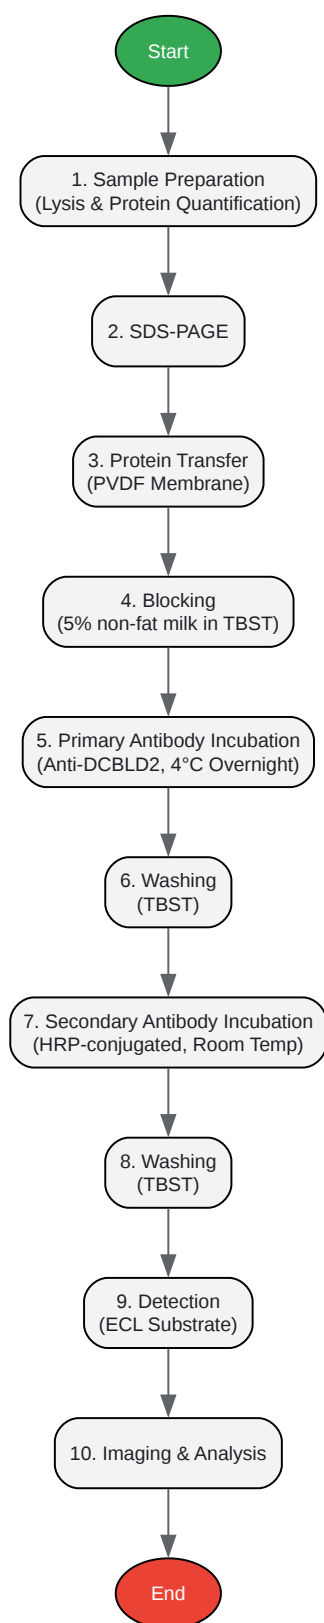 Start
1. Sample Preparation
(Lysis & Protein Quantification)
2. SDS-PAGE
3. Protein Transfer
(PVDF Membrane)
4. Blocking
(5% non-fat milk in TBST)
5. Primary Antibody Incubation
(Anti-DCBLD2, 4°C Overnight)
6. Washing
(TBST)
7. Secondary Antibody Incubation
(HRP-conjugated, Room Temp)
8. Washing
(TBST)
9. Detection
(ECL Substrate)
10. Imaging & Analysis
End